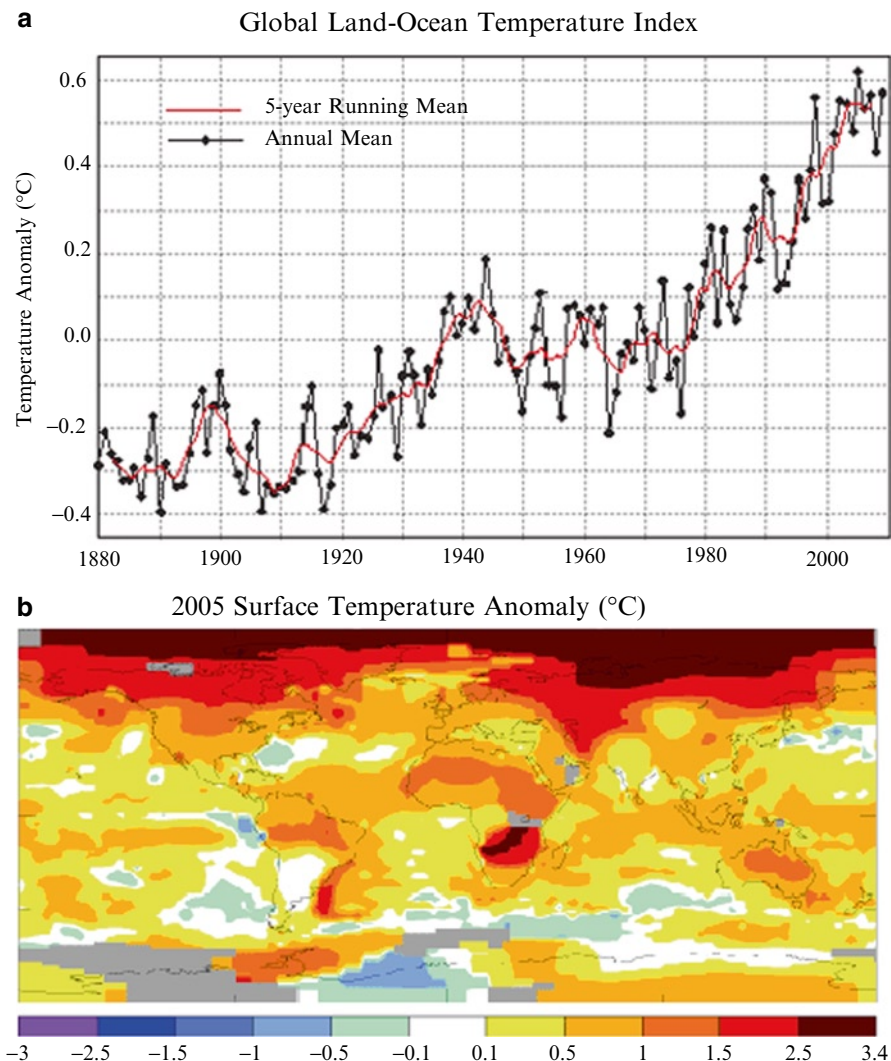 a
Global Land-Ocean Temperature Index
5-year Running Mean
Annual Mean
Temperature Anomaly (°C)
0.6
0.4
0.2
0.0
−0.2
−0.4
1880 1900 1920 1940 1960 1980 2000
b
2005 Surface Temperature Anomaly (°C)
−3 −2.5 −1.5 −1 −0.5 −0.1 0.1 0.5 1 1.5 2.5 3.4